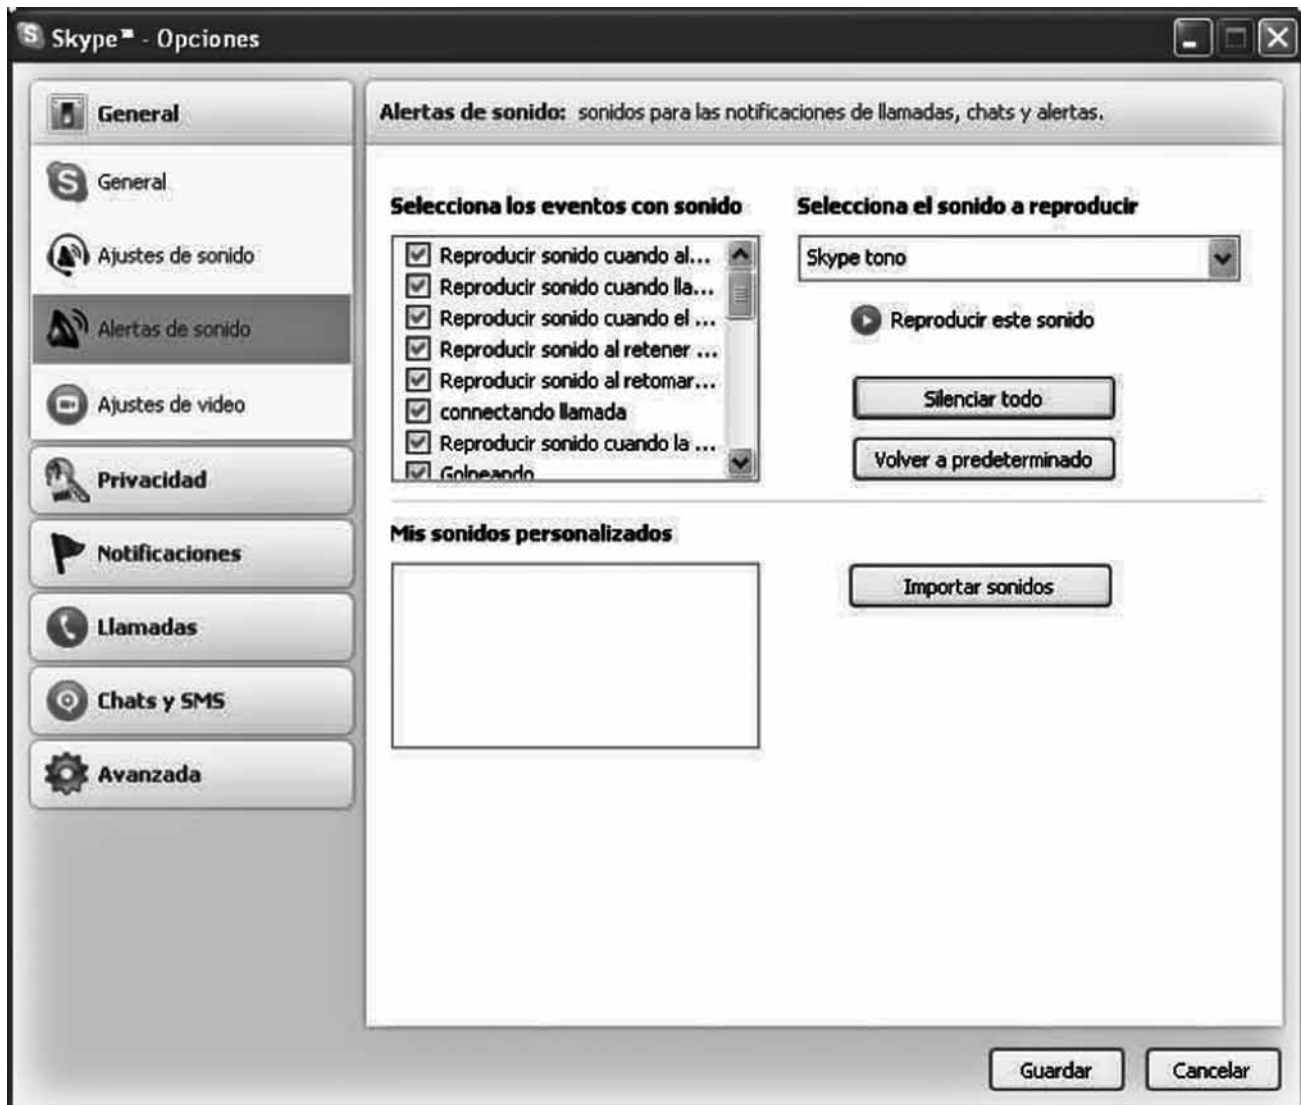 Skype™ - Opciones
General
General
Ajustes de sonido
Alertas de sonido
Ajustes de video
Privacidad
Notificaciones
Llamadas
Chats y SMS
Avanzada
Alertas de sonido: sonidos para las notificaciones de llamadas, chats y alertas.
Selecciona los eventos con sonido
Reproducir sonido cuando al...
Reproducir sonido cuando lla...
Reproducir sonido cuando el ...
Reproducir sonido al retener ...
Reproducir sonido al retomar...
connectando llamada
Reproducir sonido cuando la ...
Golpeando
Selecciona el sonido a reproducir
Skype tono
Reproducir este sonido
Silenciar todo
Volver a predeterminado
Mis sonidos personalizados
Importar sonidos
Guardar
Cancelar